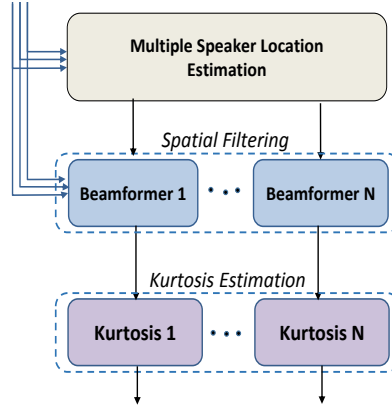 Multiple Speaker Location
Estimation
Spatial Filtering
Beamformer 1 • • • Beamformer N
Kurtosis Estimation
Kurtosis 1 • • • Kurtosis N